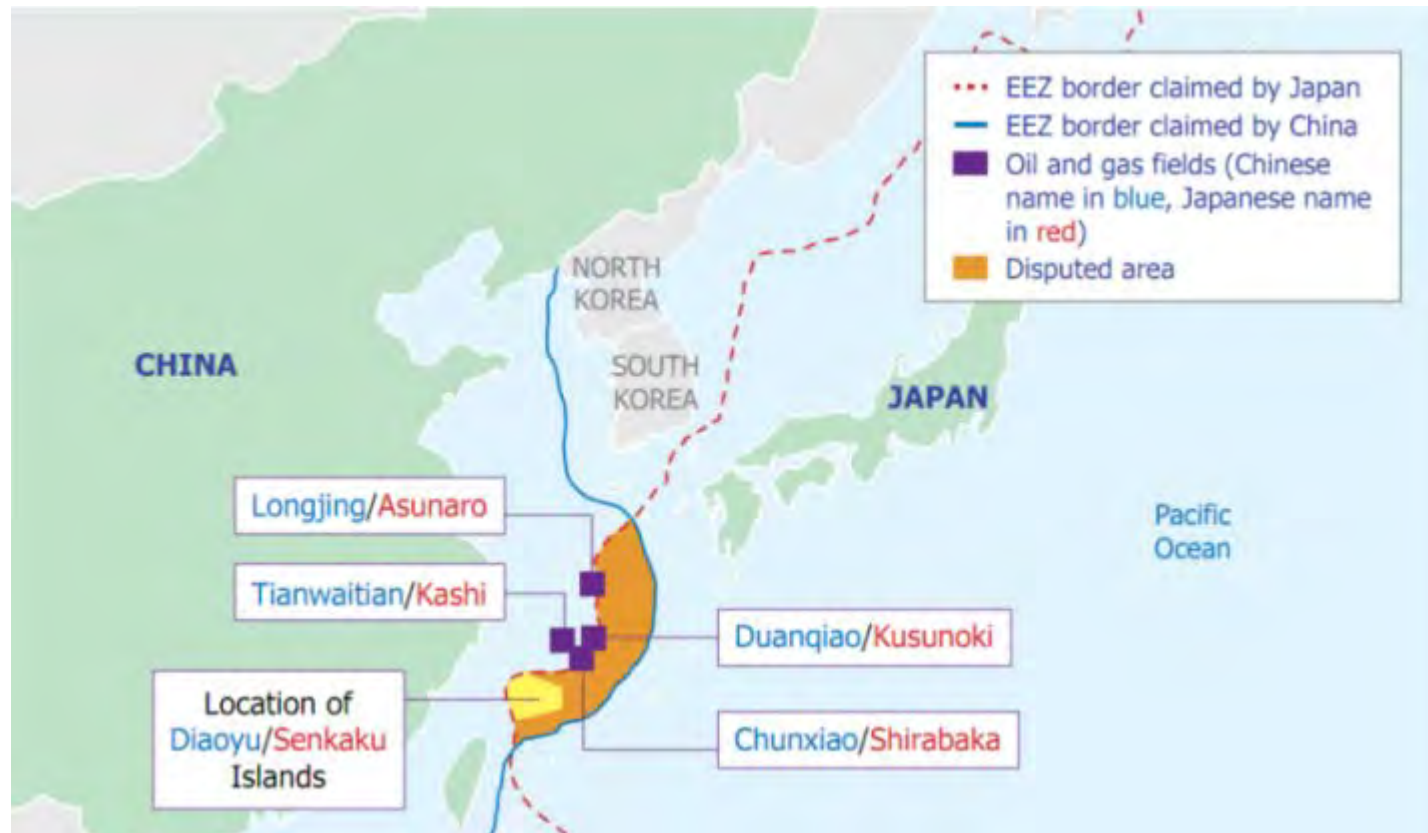 EEZ border claimed by Japan
EEZ border claimed by China
Oil and gas fields (Chinese
name in blue, Japanese name
in red)
Disputed area
NORTH
KOREA
CHINA
SOUTH
KOREA
JAPAN
Longjing/Asunaro
Pacific
Ocean
Tianwaitian/Kashi
Duanqiao/Kusunoki
Location of
Diaoyu/Senkaku
Islands
Chunxiao/Shirabaka